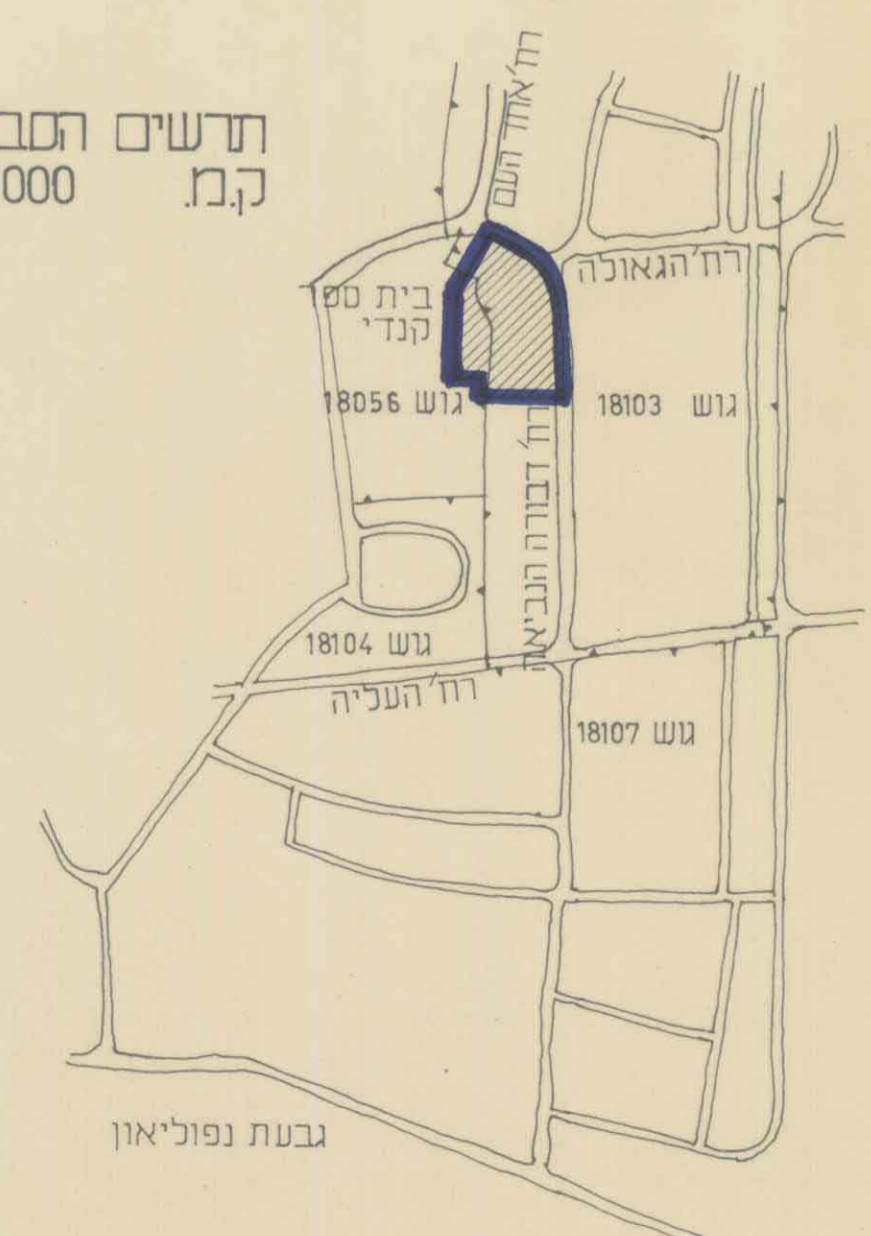 תרשים הסב
ק.מ. 000
רח' אחד העם
רח' הגאולה
בית
קנדי
גוש 18056
גוש 18103
רח' דבורה הנביאה
גוש 18104
רח' העליה
גוש 18107
גבעת נפוליאון